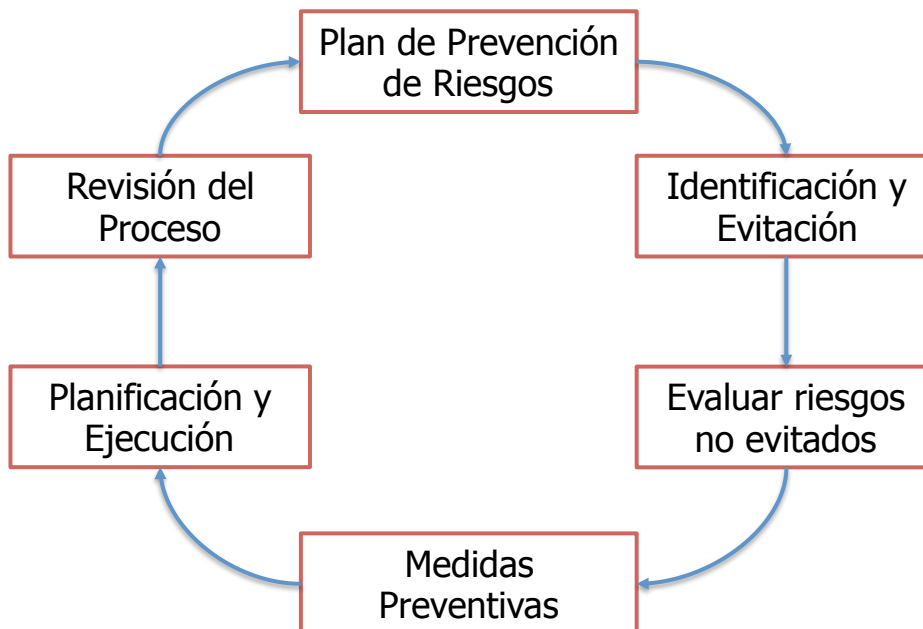 Plan de Prevención
de Riesgos
Identificación y
Evitación
Evaluar riesgos
no evitados
Medidas
Preventivas
Planificación y
Ejecución
Revisión del
Proceso